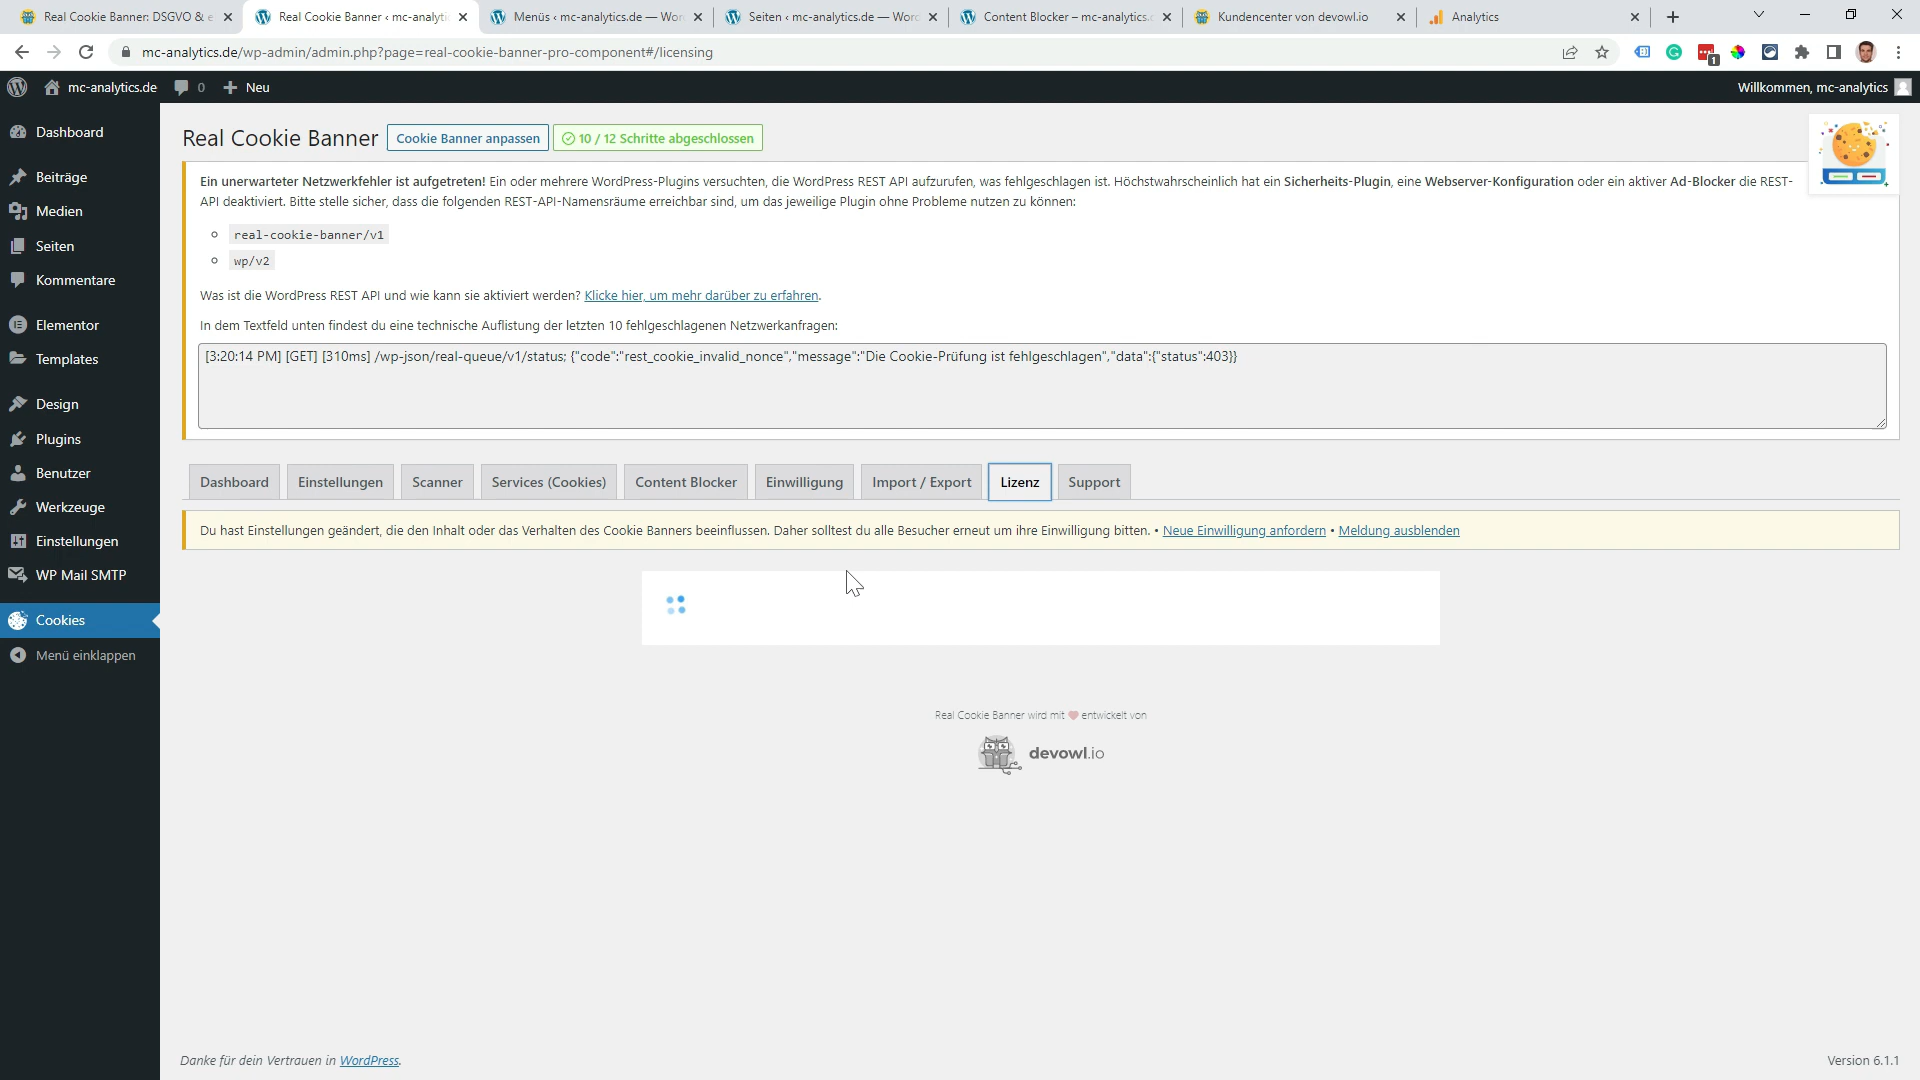 Real Cookie Banner: DSGVO & e
Real Cookie Banner ‹ mc-analyti
Menüs ‹ mc-analytics.de — Wor
Seiten ‹ mc-analytics.de — Word
Content Blocker – mc-analytics.
Kundencenter von devowl.io
Analytics
mc-analytics.de/wp-admin/admin.php?page=real-cookie-banner-pro-component#/licensing
1
mc-analytics.de
0
Neu
Willkommen, mc-analytics
Dashboard
Beiträge
Medien
Seiten
Kommentare
Elementor
Templates
Design
Plugins
Benutzer
Werkzeuge
Einstellungen
WP Mail SMTP
Cookies
Menü einklappen
Real Cookie Banner
Cookie Banner anpassen
10 / 12 Schritte abgeschlossen
Ein unerwarteter Netzwerkfehler ist aufgetreten! Ein oder mehrere WordPress-Plugins versuchten, die WordPress REST API aufzurufen, was fehlgeschlagen ist. Höchstwahrscheinlich hat ein Sicherheits-Plugin, eine Webserver-Konfiguration oder ein aktiver Ad-Blocker die REST-
API deaktiviert. Bitte stelle sicher, dass die folgenden REST-API-Namensräume erreichbar sind, um das jeweilige Plugin ohne Probleme nutzen zu können:
real-cookie-banner/v1
wp/v2
Was ist die WordPress REST API und wie kann sie aktiviert werden? Klicke hier, um mehr darüber zu erfahren.
In dem Textfeld unten findest du eine technische Auflistung der letzten 10 fehlgeschlagenen Netzwerkanfragen:
[3:20:14 PM] [GET] [310ms] /wp-json/real-queue/v1/status; {"code":"rest_cookie_invalid_nonce","message":"Die Cookie-Prüfung ist fehlgeschlagen","data":{"status":403}}
Dashboard
Einstellungen
Scanner
Services (Cookies)
Content Blocker
Einwilligung
Import / Export
Lizenz
Support
Du hast Einstellungen geändert, die den Inhalt oder das Verhalten des Cookie Banners beeinflussen. Daher solltest du alle Besucher erneut um ihre Einwilligung bitten. • Neue Einwilligung anfordern • Meldung ausblenden
Real Cookie Banner wird mit ❤ entwickelt von
devowl.io
Danke für dein Vertrauen in WordPress.
Version 6.1.1